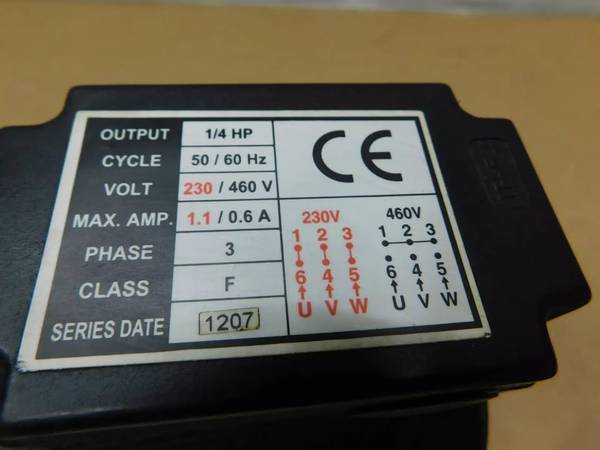 OUTPUT 1/4 HP
CYCLE 50 / 60 Hz
VOLT 230 / 460 V
MAX. AMP. 1.1 / 0.6 A
PHASE 3
CLASS F
SERIES DATE 1207
CE
230V 460V
1 2 3 1 2 3
6 4 5 6 4 5
U V W U V W